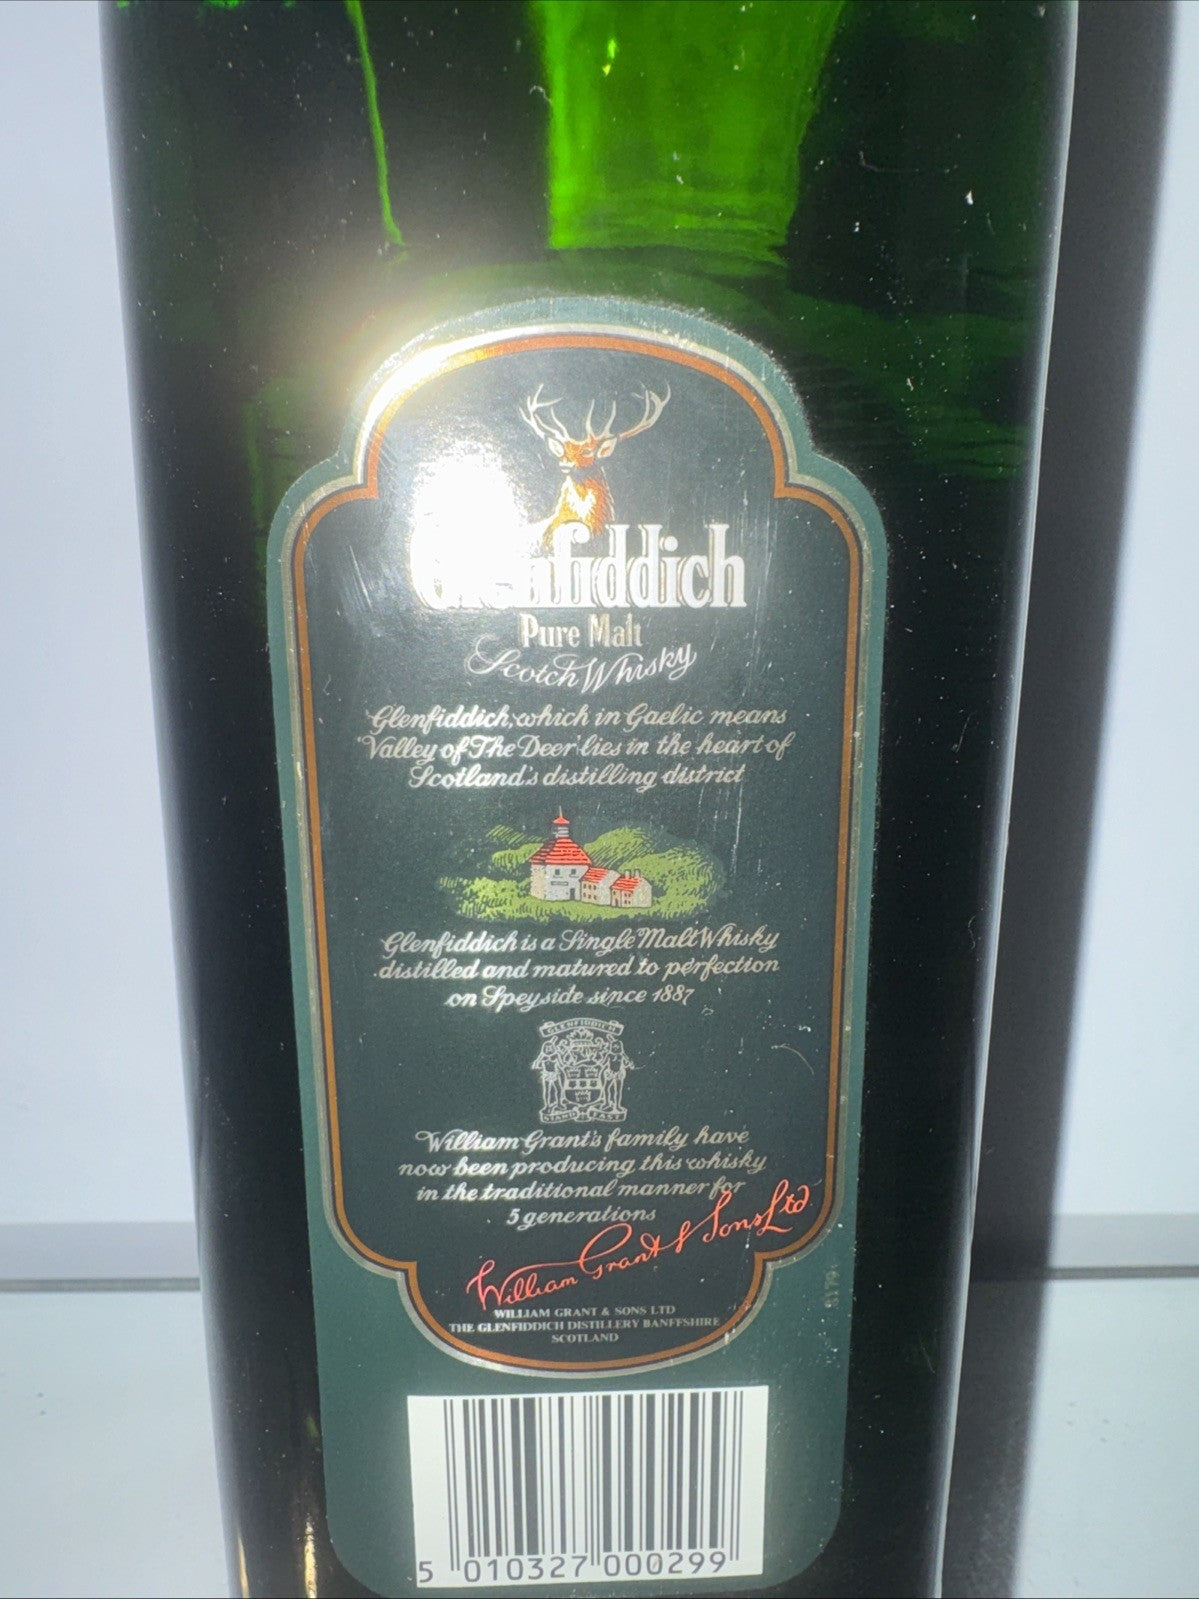 Glenfiddich
Pure Malt
Scotch Whisky
Glenfiddich, which in Gaelic means
'Valley of The Deer' lies in the heart of
Scotland's distilling district
Glenfiddich is a Single Malt Whisky
distilled and matured to perfection
on Speyside since 1887
GLENFIDDICH
STAND FAST
William Grant's family have
now been producing this whisky
in the traditional manner for
5 generations
William Grant & Sons Ltd
WILLIAM GRANT & SONS LTD
THE GLENFIDDICH DISTILLERY BANFFSHIRE
SCOTLAND
5 010327 000299